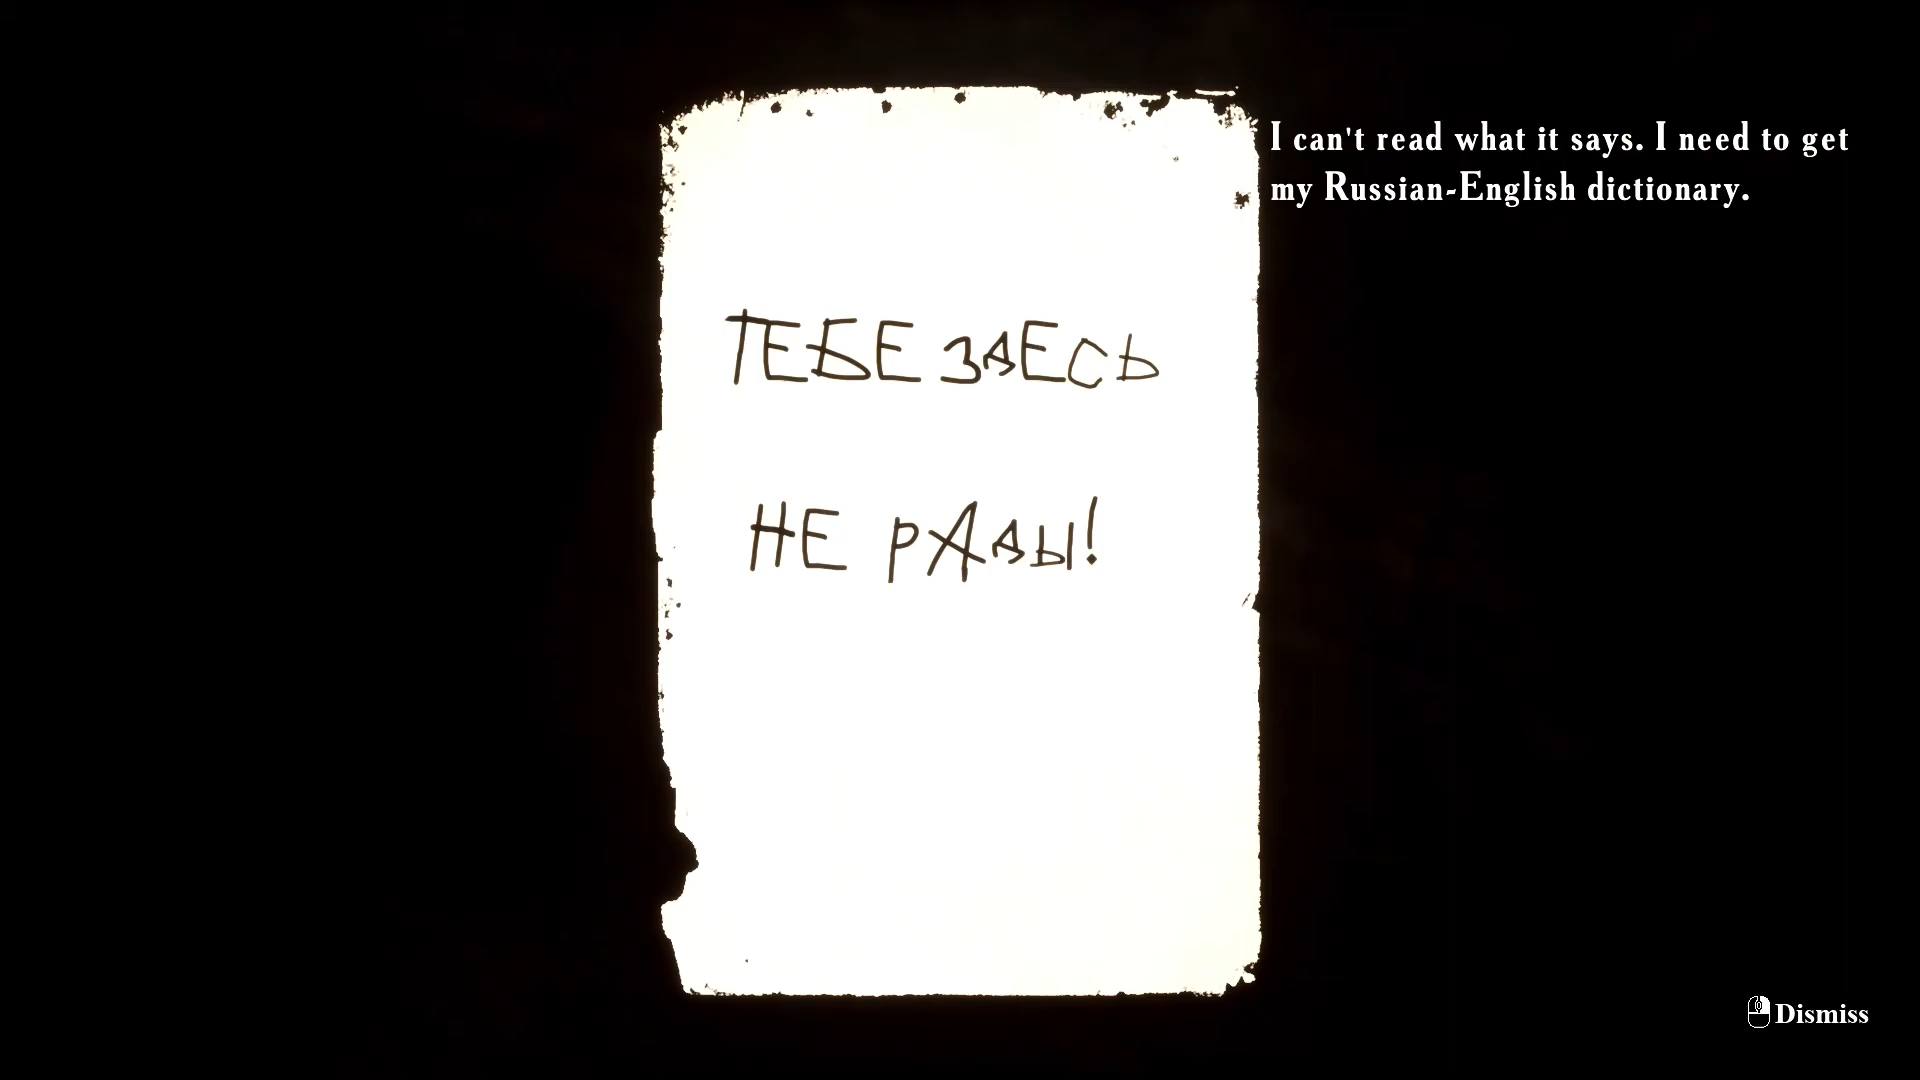 I can't read what it says. I need to get
my Russian-English dictionary.
ТЕБЕ ЗДЕСЬ
НЕ РАДЫ!
Dismiss